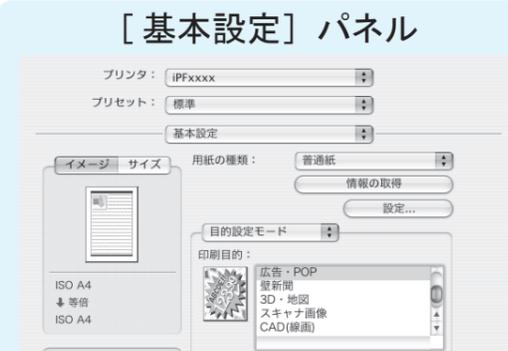 ［基本設定］パネル
プリンタ： iPFxxxx
プリセット： 標準
基本設定
イメージ サイズ
用紙の種類： 普通紙
情報の取得
設定...
目的設定モード
印刷目的：
広告・POP
壁新聞
3D・地図
スキャナ画像
CAD(線画)
ISO A4
等倍
ISO A4